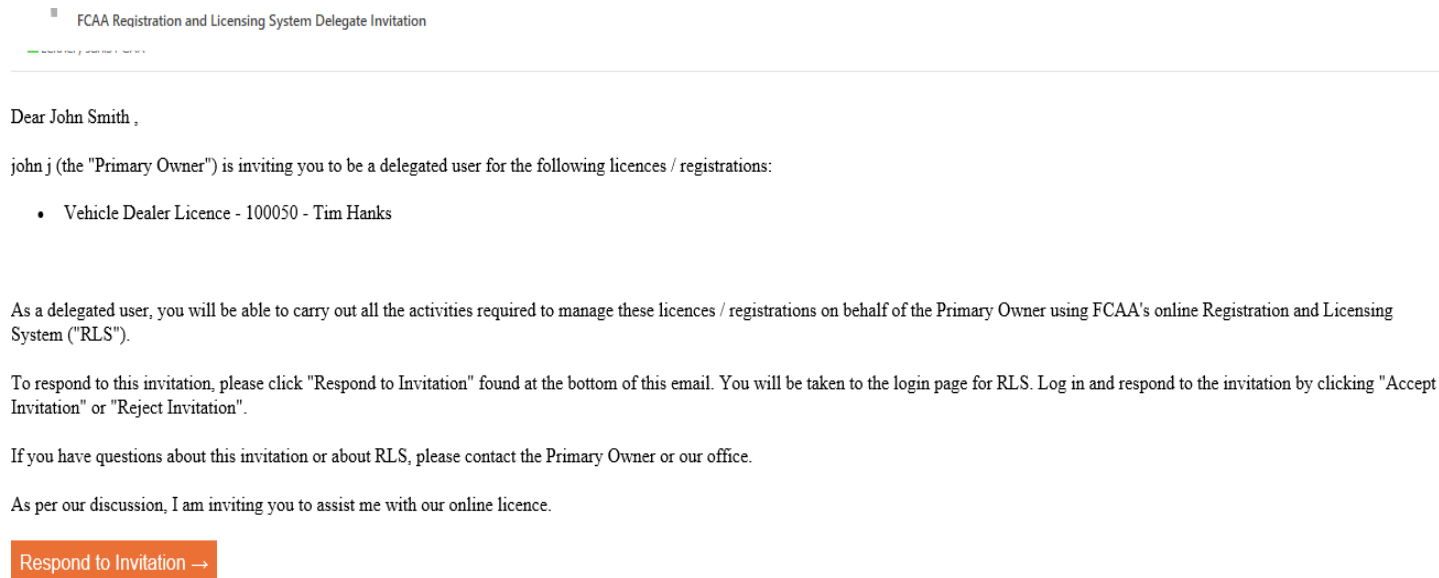 FCAA Registration and Licensing System Delegate Invitation
Dear John Smith ,
john j (the "Primary Owner") is inviting you to be a delegated user for the following licences / registrations:
• Vehicle Dealer Licence - 100050 - Tim Hanks
As a delegated user, you will be able to carry out all the activities required to manage these licences / registrations on behalf of the Primary Owner using FCAA's online Registration and Licensing
System ("RLS").
To respond to this invitation, please click "Respond to Invitation" found at the bottom of this email. You will be taken to the login page for RLS. Log in and respond to the invitation by clicking "Accept
Invitation" or "Reject Invitation".
If you have questions about this invitation or about RLS, please contact the Primary Owner or our office.
As per our discussion, I am inviting you to assist me with our online licence.
Respond to Invitation →